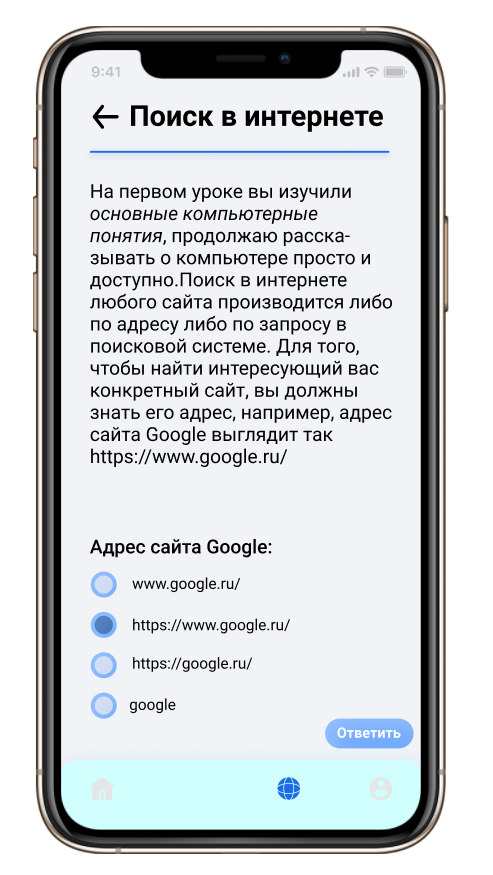 9:41
Поиск в интернете
На первом уроке вы изучили
основные компьютерные
понятия, продолжаю расска-
зывать о компьютере просто и
доступно.Поиск в интернете
любого сайта производится либо
по адресу либо по запросу в
поисковой системе. Для того,
чтобы найти интересующий вас
конкретный сайт, вы должны
знать его адрес, например, адрес
сайта Google выглядит так
https://www.google.ru/
Адрес сайта Google:
www.google.ru/
https://www.google.ru/
https://google.ru/
google
Ответить